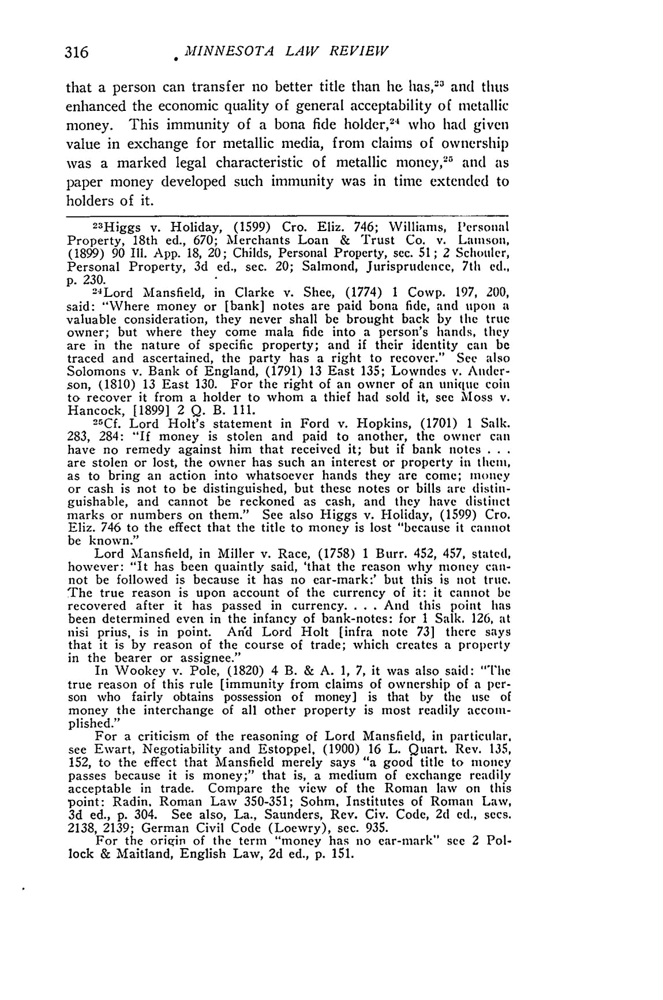 316 MINNESOTA LAW REVIEW
that a person can transfer no better title than he has,²³ and thus
enhanced the economic quality of general acceptability of metallic
money. This immunity of a bona fide holder,²⁴ who had given
value in exchange for metallic media, from claims of ownership
was a marked legal characteristic of metallic money,²⁵ and as
paper money developed such immunity was in time extended to
holders of it.
²³Higgs v. Holiday, (1599) Cro. Eliz. 746; Williams, Personal
Property, 18th ed., 670; Merchants Loan & Trust Co. v. Lamson,
(1899) 90 Ill. App. 18, 20; Childs, Personal Property, sec. 51; 2 Schouler,
Personal Property, 3d ed., sec. 20; Salmond, Jurisprudence, 7th ed.,
p. 230.
²⁴Lord Mansfield, in Clarke v. Shee, (1774) 1 Cowp. 197, 200,
said: "Where money or [bank] notes are paid bona fide, and upon a
valuable consideration, they never shall be brought back by the true
owner; but where they come mala fide into a person's hands, they
are in the nature of specific property; and if their identity can be
traced and ascertained, the party has a right to recover." See also
Solomons v. Bank of England, (1791) 13 East 135; Lowndes v. Ander-
son, (1810) 13 East 130. For the right of an owner of an unique coin
to recover it from a holder to whom a thief had sold it, see Moss v.
Hancock, [1899] 2 Q. B. 111.
²⁵Cf. Lord Holt's statement in Ford v. Hopkins, (1701) 1 Salk.
283, 284: "If money is stolen and paid to another, the owner can
have no remedy against him that received it; but if bank notes . . .
are stolen or lost, the owner has such an interest or property in them,
as to bring an action into whatsoever hands they are come; money
or cash is not to be distinguished, but these notes or bills are distin-
guishable, and cannot be reckoned as cash, and they have distinct
marks or numbers on them." See also Higgs v. Holiday, (1599) Cro.
Eliz. 746 to the effect that the title to money is lost "because it cannot
be known."
Lord Mansfield, in Miller v. Race, (1758) 1 Burr. 452, 457, stated,
however: "It has been quaintly said, 'that the reason why money can-
not be followed is because it has no ear-mark:' but this is not true.
The true reason is upon account of the currency of it: it cannot be
recovered after it has passed in currency. . . . And this point has
been determined even in the infancy of bank-notes: for 1 Salk. 126, at
nisi prius, is in point. And Lord Holt [infra note 73] there says
that it is by reason of the course of trade; which creates a property
in the bearer or assignee."
In Wookey v. Pole, (1820) 4 B. & A. 1, 7, it was also said: "The
true reason of this rule [immunity from claims of ownership of a per-
son who fairly obtains possession of money] is that by the use of
money the interchange of all other property is most readily accom-
plished."
For a criticism of the reasoning of Lord Mansfield, in particular,
see Ewart, Negotiability and Estoppel, (1900) 16 L. Quart. Rev. 135,
152, to the effect that Mansfield merely says "a good title to money
passes because it is money;" that is, a medium of exchange readily
acceptable in trade. Compare the view of the Roman law on this
point: Radin, Roman Law 350-351; Sohm, Institutes of Roman Law,
3d ed., p. 304. See also, La., Saunders, Rev. Civ. Code, 2d ed., secs.
2138, 2139; German Civil Code (Loewry), sec. 935.
For the origin of the term "money has no ear-mark" see 2 Pol-
lock & Maitland, English Law, 2d ed., p. 151.